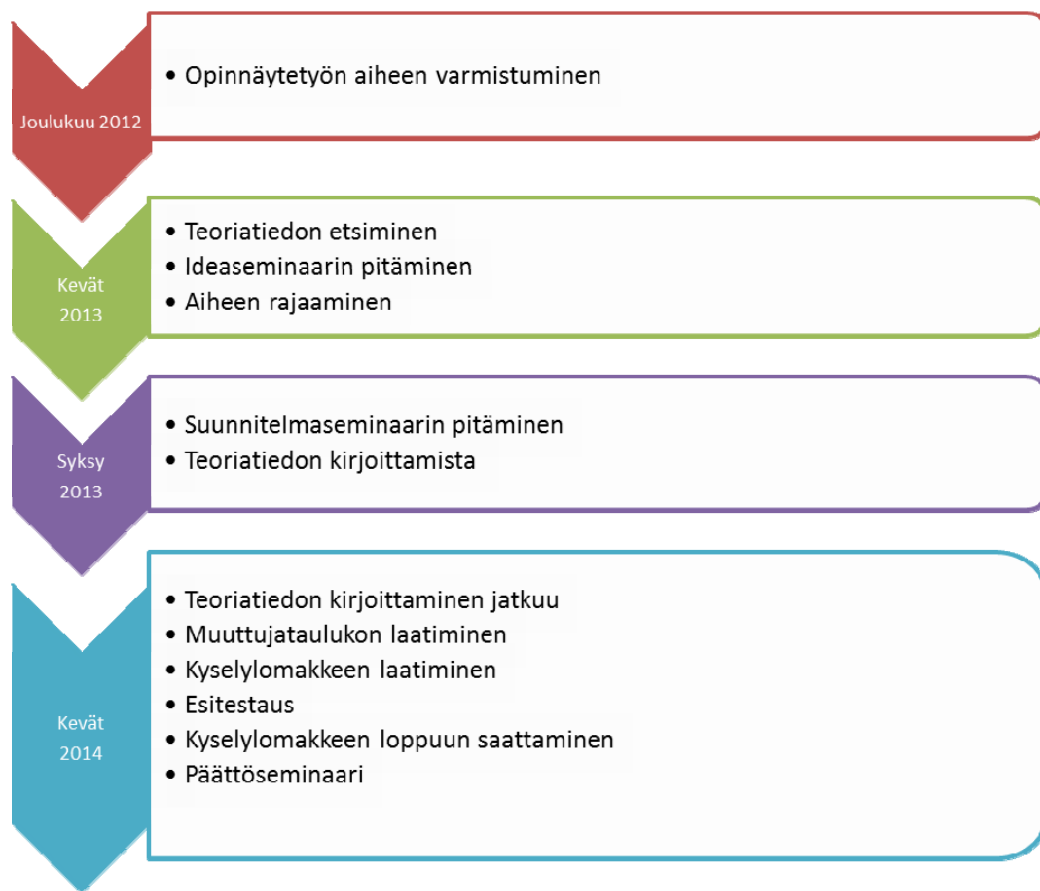 Joulukuu 2012
• Opinnäytetyön aiheen varmistuminen
Kevät
2013
• Teoriatiedon etsiminen
• Ideaseminaarin pitäminen
• Aiheen rajaaminen
Syksy
2013
• Suunnitelmaseminaarin pitäminen
• Teoriatiedon kirjoittamista
Kevät
2014
• Teoriatiedon kirjoittaminen jatkuu
• Muuttujataulukon laatiminen
• Kyselylomakkeen laatiminen
• Esitestaus
• Kyselylomakkeen loppuun saattaminen
• Päättöseminaari